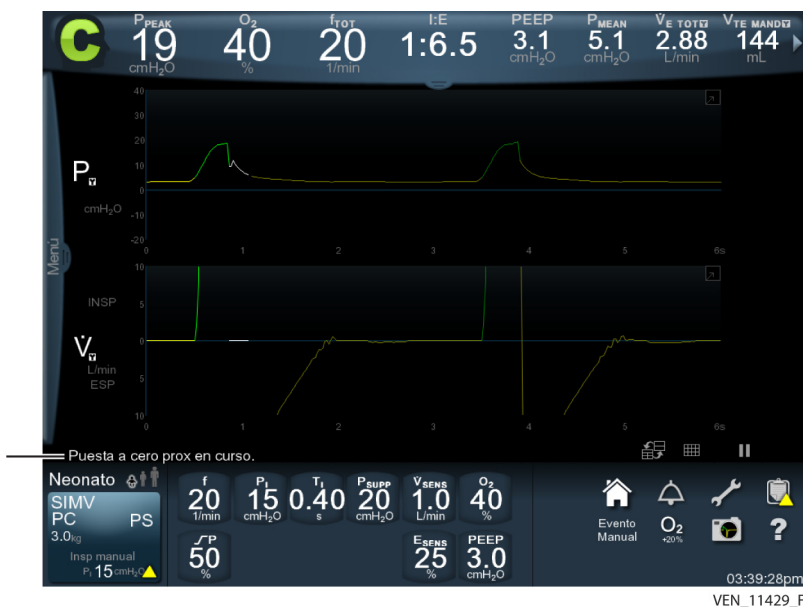 C
PPEAK 19 cmH2O
O2 40 %
fTOT 20 1/min
I:E 1:6.5
PEEP 3.1 cmH2O
PMEAN 5.1 cmH2O
V̇E TOTY 2.88 L/min
VTE MANDY 144 mL
Menú
40
30
20
10
0
-10
-20
PY
cmH2O
0 1 2 3 4 5 6s
10
INSP 5
0
V̇Y
L/min
ESP 5
10
0 1 2 3 4 5 6s
Puesta a cero prox en curso.
Neonato
SIMV
PC PS
3.0kg
Insp manual
PI 15 cmH2O
f 20 1/min
PI 15 cmH2O
TI 0.40 s
PSUPP 20 cmH2O
V̇SENS 1.0 L/min
O2 40 %
P 50 %
ESENS 25 %
PEEP 3.0 cmH2O
Evento Manual
O2 +20%
?
03:39:28pm
VEN_11429_F